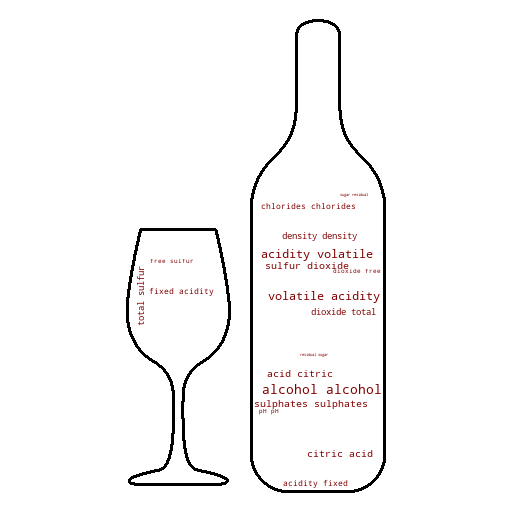 sugar residual
chlorides chlorides
density density
acidity volatile
free sulfur
sulfur dioxide
dioxide free
total sulfur
fixed acidity
volatile acidity
dioxide total
residual sugar
acid citric
alcohol alcohol
sulphates sulphates
pH pH
citric acid
acidity fixed